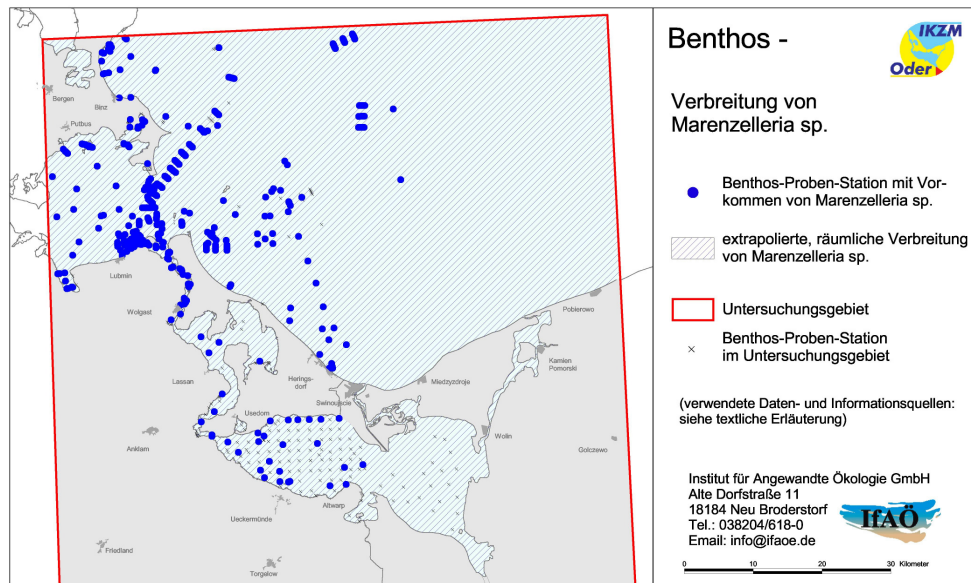 Bergen
Binz
Putbus
Lubmin
Wolgast
Lassan
Usedom
Anklam
Ueckermünde
Friedland
Torgelow
Altwarp
Herings-
dorf
Swinoujscie
Miedzyzdroje
Pobierowo
Kamien
Pomorski
Wolin
Golczewo
Benthos -
IKZM
Oder
Verbreitung von
Marenzelleria sp.
Benthos-Proben-Station mit Vor-
kommen von Marenzelleria sp.
extrapolierte, räumliche Verbreitung
von Marenzelleria sp.
Untersuchungsgebiet
Benthos-Proben-Station
im Untersuchungsgebiet
(verwendete Daten- und Informationsquellen:
siehe textliche Erläuterung)
Institut für Angewandte Ökologie GmbH
Alte Dorfstraße 11
18184 Neu Broderstorf
Tel.: 038204/618-0
Email: info@ifaoe.de
IfAÖ
0 10 20 30 Kilometer